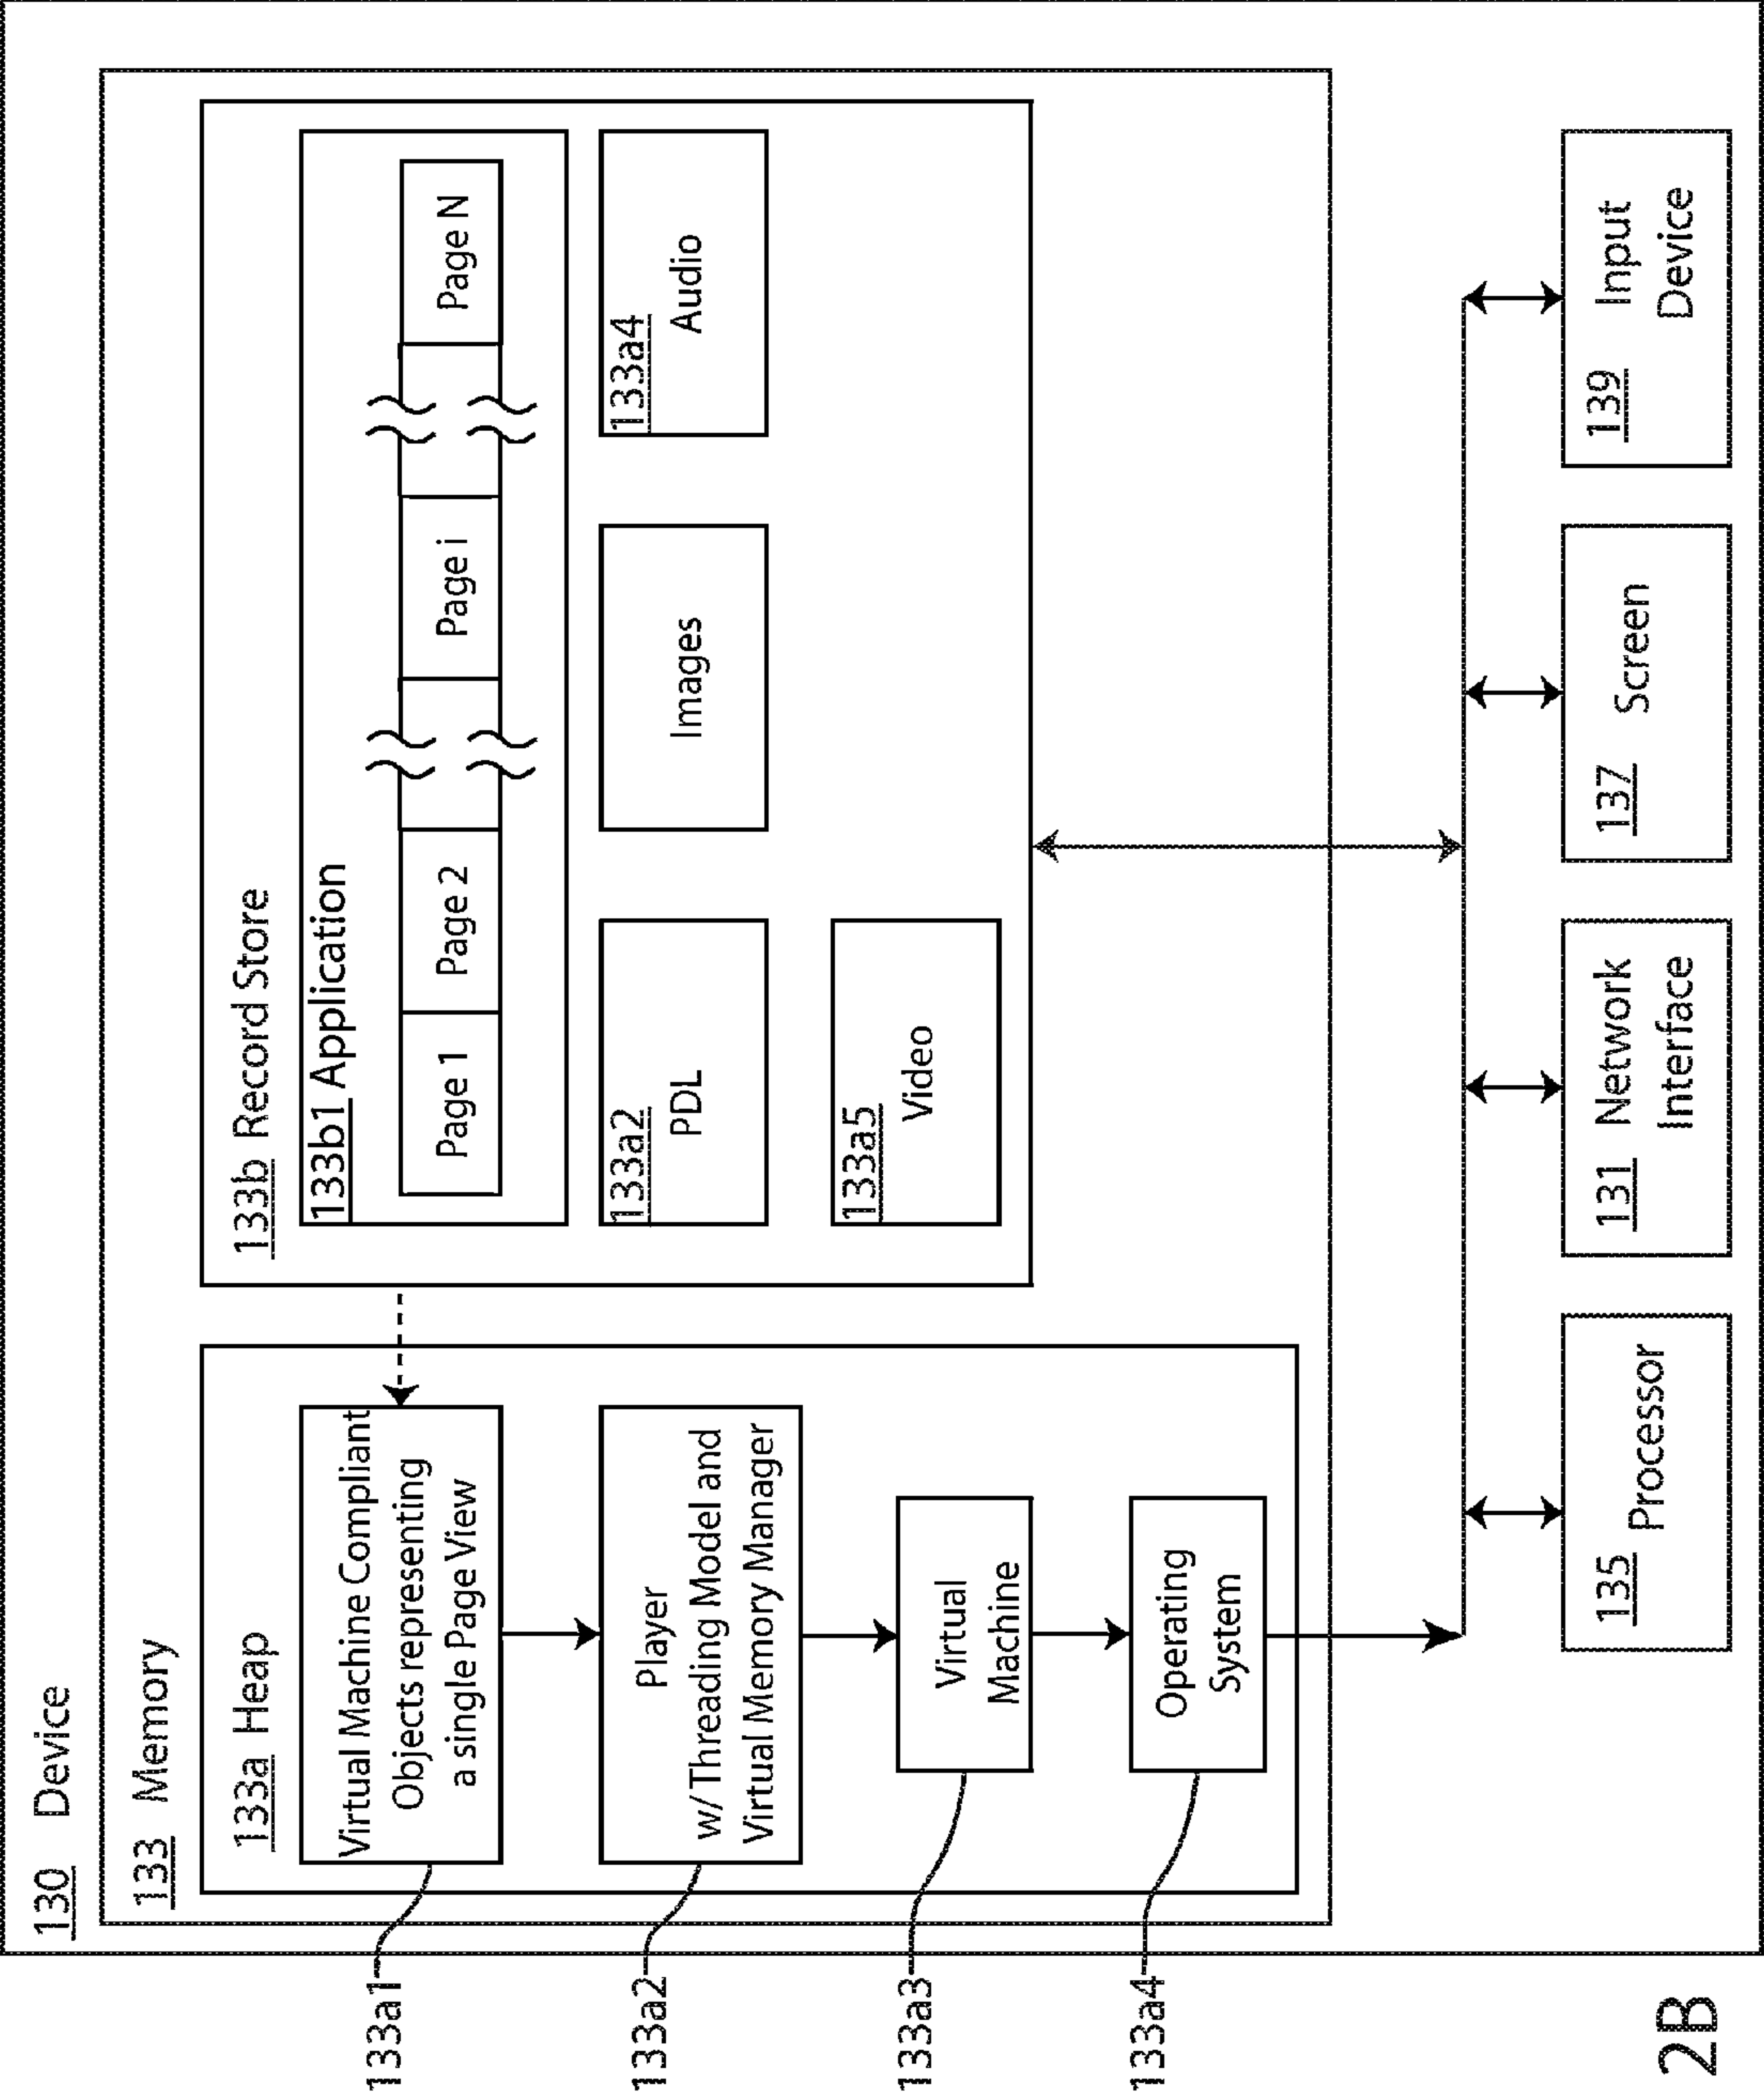 130 Device
133 Memory
133a Heap
Virtual Machine Compliant
Objects representing
a single Page View
Player
w/ Threading Model and
Virtual Memory Manager
Virtual
Machine
Operating
System
133a1
133a2
133a3
133a4
133b Record Store
133b1 Application
Page 1
Page 2
Page i
Page N
133a2
PDL
Images
133a4
Audio
133a5
Video
135 Processor
131 Network
Interface
137 Screen
139 Input
Device
2B